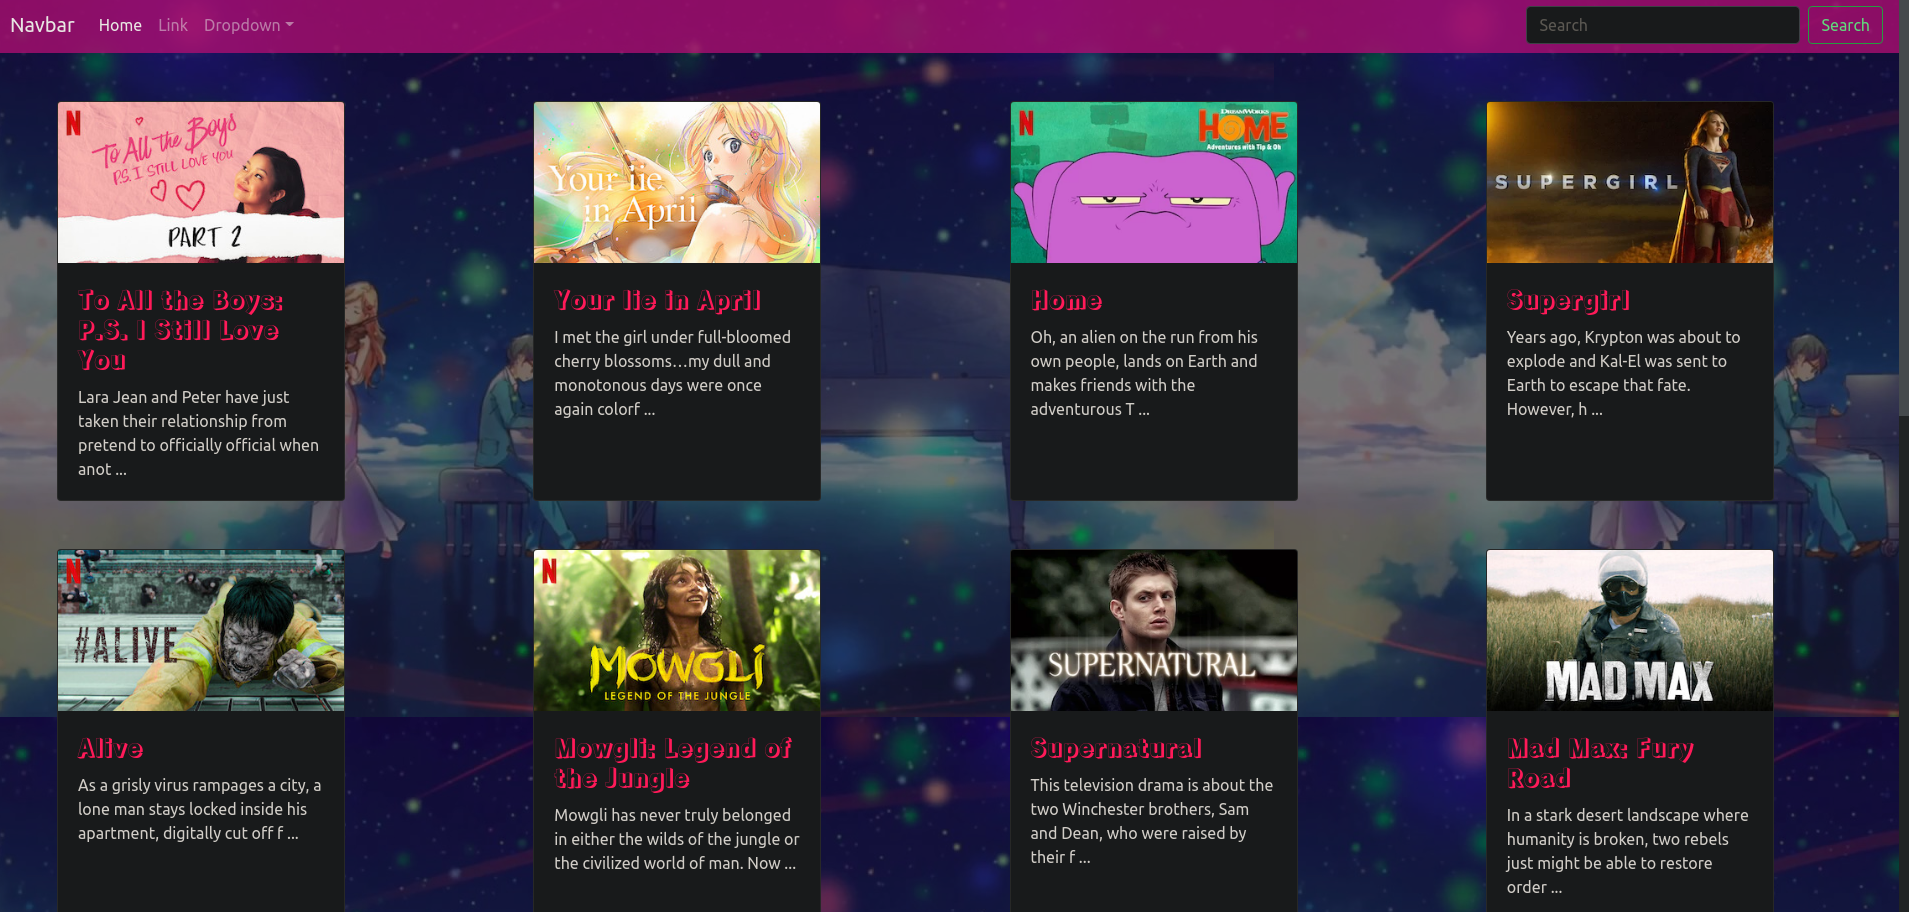 Navbar Home Link Dropdown Search Search
N
To All the Boys
P.S. I STILL LOVE YOU
PART 2
Your lie
in April
N
DREAMWORKS
HOME
Adventures with Tip & Oh
SUPERGIRL
To All the Boys:
P.S. I Still Love
You
Lara Jean and Peter have just
taken their relationship from
pretend to officially official when
anot ...
Your lie in April
I met the girl under full-bloomed
cherry blossoms...my dull and
monotonous days were once
again colorf ...
Home
Oh, an alien on the run from his
own people, lands on Earth and
makes friends with the
adventurous T ...
Supergirl
Years ago, Krypton was about to
explode and Kal-El was sent to
Earth to escape that fate.
However, h ...
N
#ALIVE
N
MOWGLI
LEGEND OF THE JUNGLE
SUPERNATURAL
MAD MAX
Alive
As a grisly virus rampages a city, a
lone man stays locked inside his
apartment, digitally cut off f ...
Mowgli: Legend of
the Jungle
Mowgli has never truly belonged
in either the wilds of the jungle or
the civilized world of man. Now ...
Supernatural
This television drama is about the
two Winchester brothers, Sam
and Dean, who were raised by
their f ...
Mad Max: Fury
Road
In a stark desert landscape where
humanity is broken, two rebels
just might be able to restore
order ...